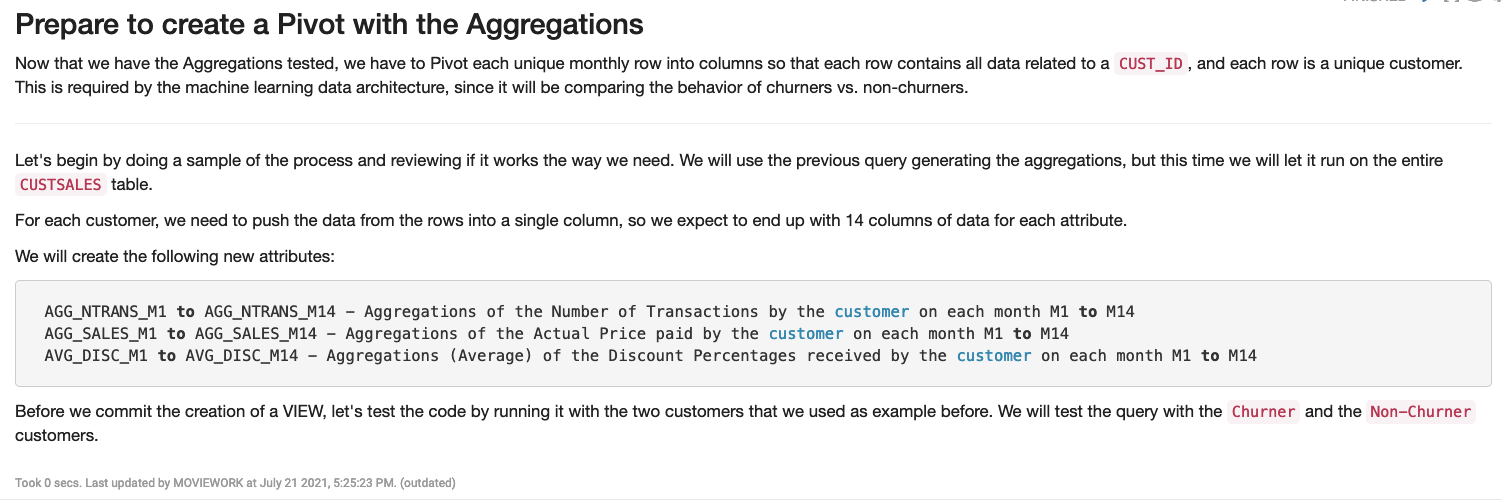 Prepare to create a Pivot with the Aggregations
Now that we have the Aggregations tested, we have to Pivot each unique monthly row into columns so that each row contains all data related to a CUST_ID , and each row is a unique customer.
This is required by the machine learning data architecture, since it will be comparing the behavior of churners vs. non-churners.
Let's begin by doing a sample of the process and reviewing if it works the way we need. We will use the previous query generating the aggregations, but this time we will let it run on the entire
CUSTSALES table.
For each customer, we need to push the data from the rows into a single column, so we expect to end up with 14 columns of data for each attribute.
We will create the following new attributes:
AGG_NTRANS_M1 to AGG_NTRANS_M14 – Aggregations of the Number of Transactions by the customer on each month M1 to M14
AGG_SALES_M1 to AGG_SALES_M14 – Aggregations of the Actual Price paid by the customer on each month M1 to M14
AVG_DISC_M1 to AVG_DISC_M14 – Aggregations (Average) of the Discount Percentages received by the customer on each month M1 to M14
Before we commit the creation of a VIEW, let's test the code by running it with the two customers that we used as example before. We will test the query with the Churner and the Non-Churner
customers.
Took 0 secs. Last updated by MOVIEWORK at July 21 2021, 5:25:23 PM. (outdated)